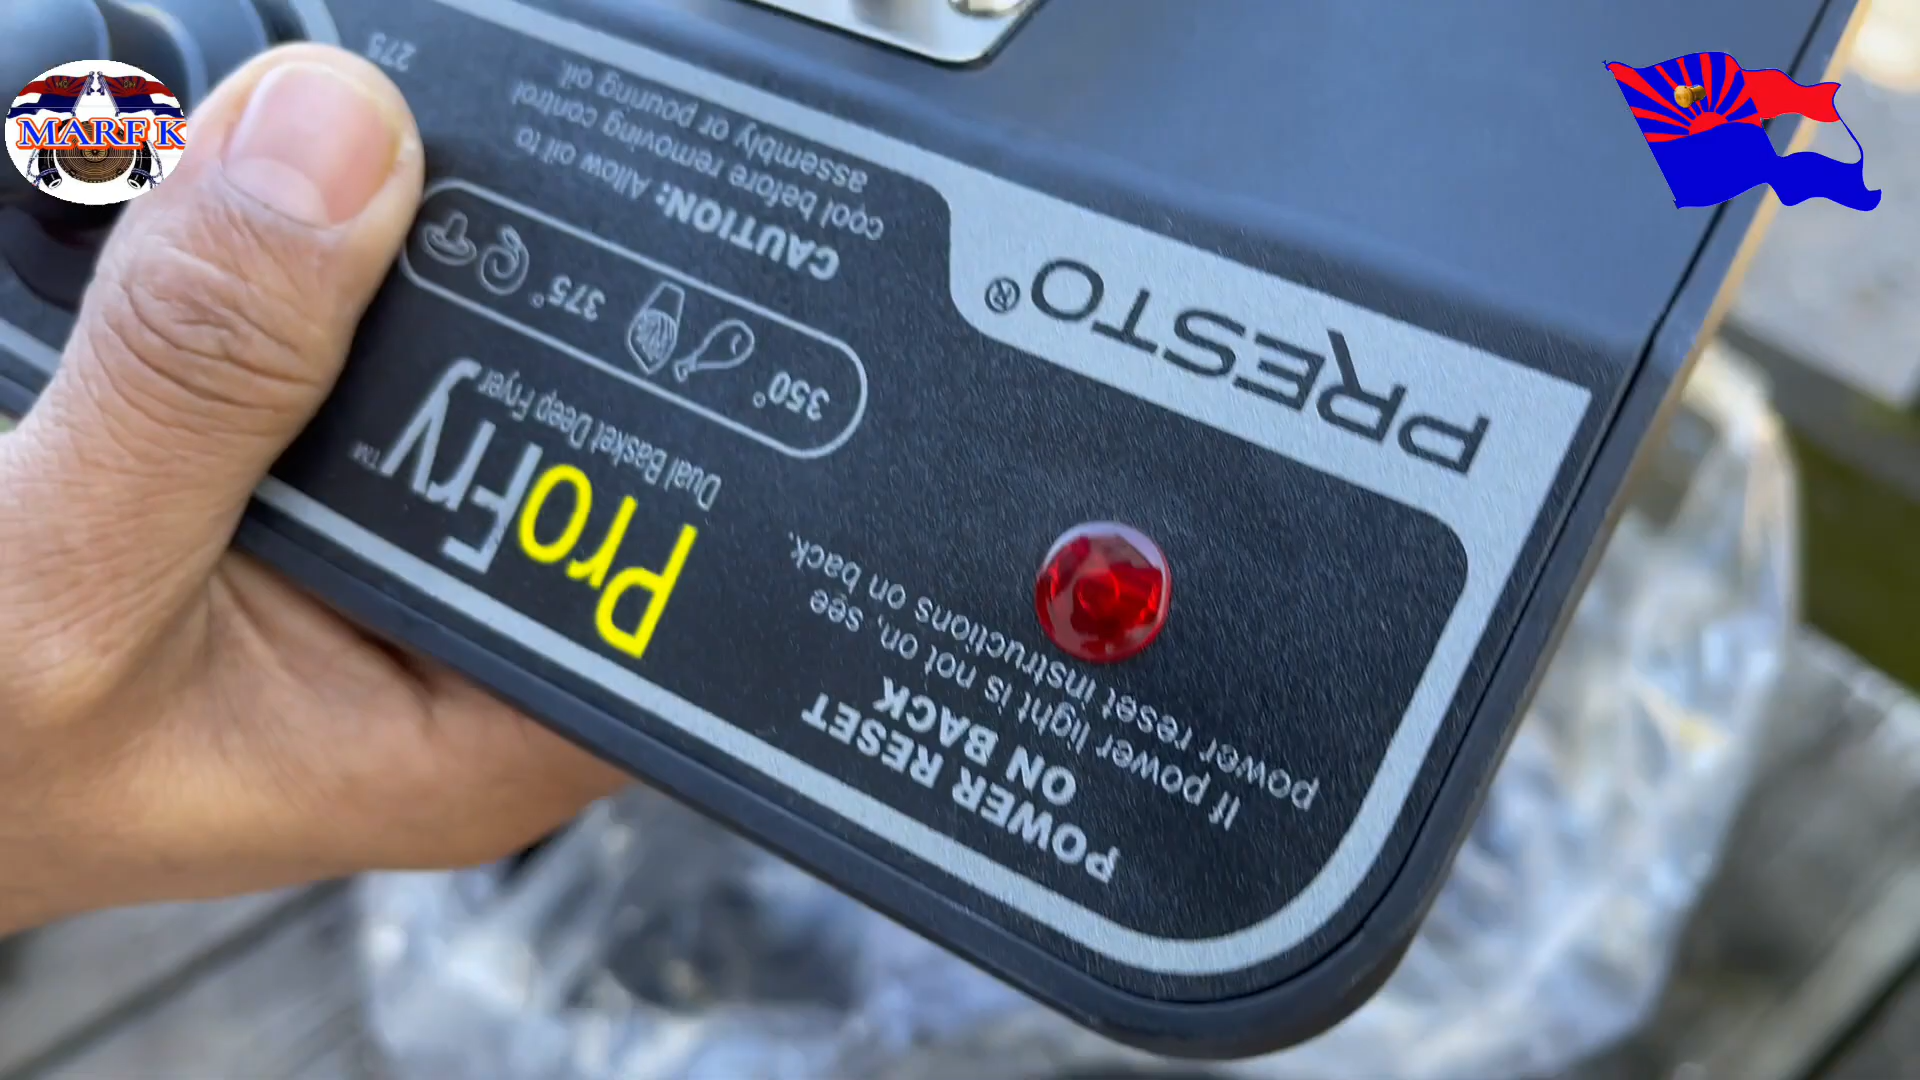 MARFK
PRESTO®
POWER RESET
ON BACK
If power light is not on, see
power reset instructions on back.
ProFry™
Dual Basket Deep Fryer
350° 375°
CAUTION: Allow oil to
cool before removing control
assembly or pouring oil.
275